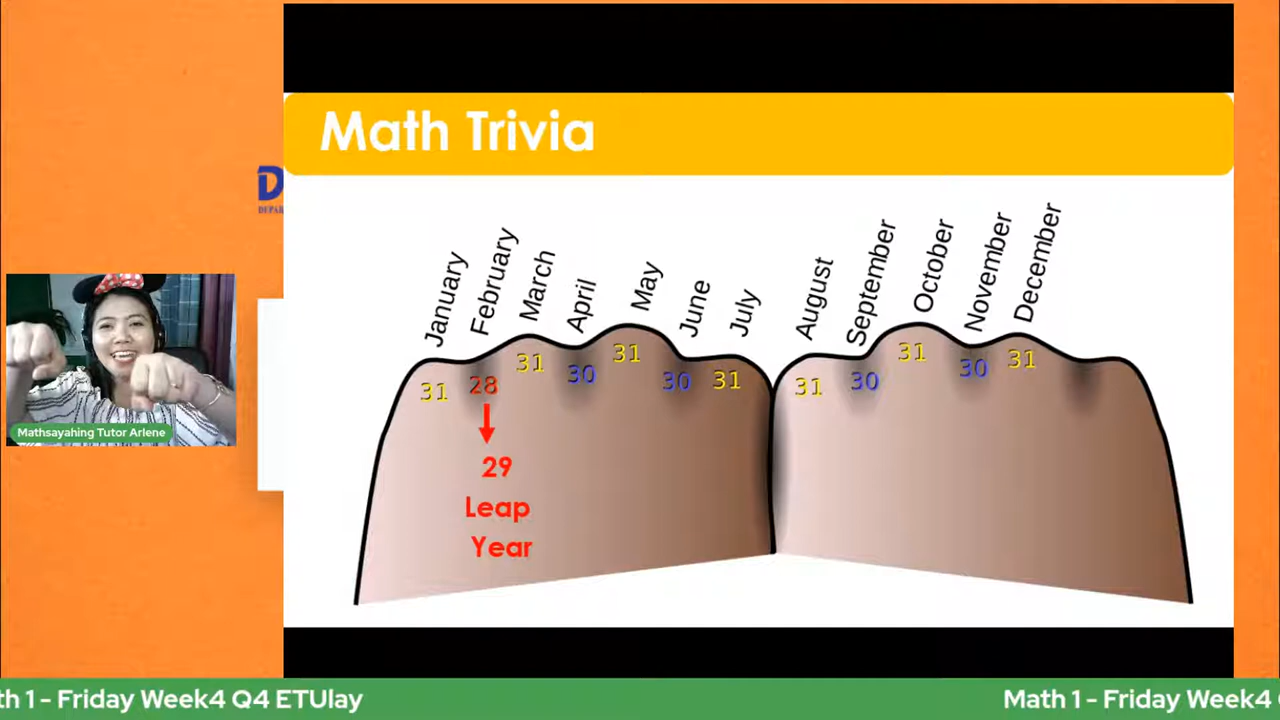 Math Trivia
January
February
March
April
May
June
July
August
September
October
November
December
31
28
31
30
31
30
31
31
30
31
30
31
29
Leap
Year
D
DEPAR
Mathsayahing Tutor Arlene
th 1 - Friday Week4 Q4 ETUlay
Math 1 - Friday Week4